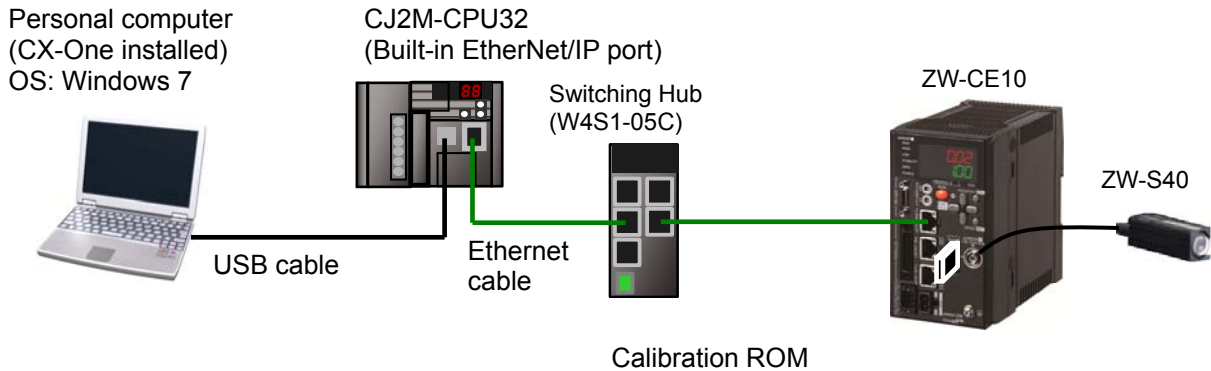 Personal computer
(CX-One installed)
OS: Windows 7
CJ2M-CPU32
(Built-in EtherNet/IP port)
Switching Hub
(W4S1-05C)
ZW-CE10
ZW-S40
88
USB cable
Ethernet
cable
Calibration ROM